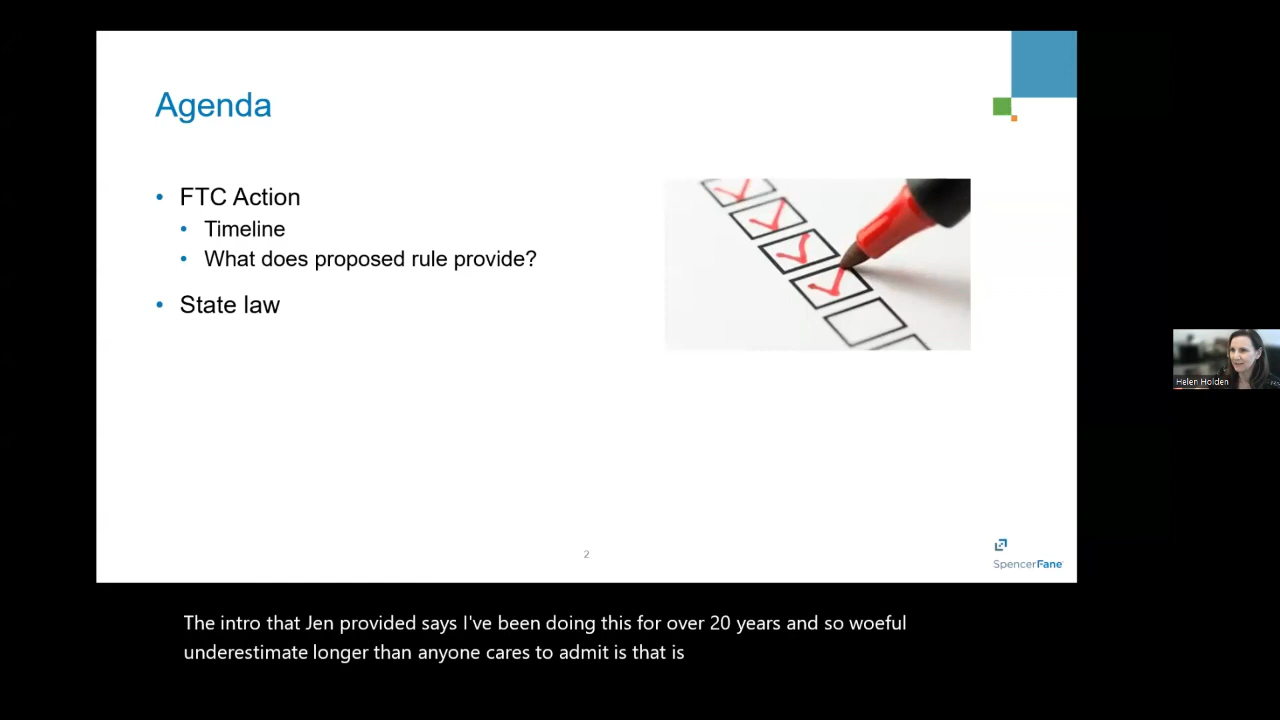 Agenda
• FTC Action
• Timeline
• What does proposed rule provide?
• State law
2
SpencerFane
Helen Holden
The intro that Jen provided says I've been doing this for over 20 years and so woeful
underestimate longer than anyone cares to admit is that is